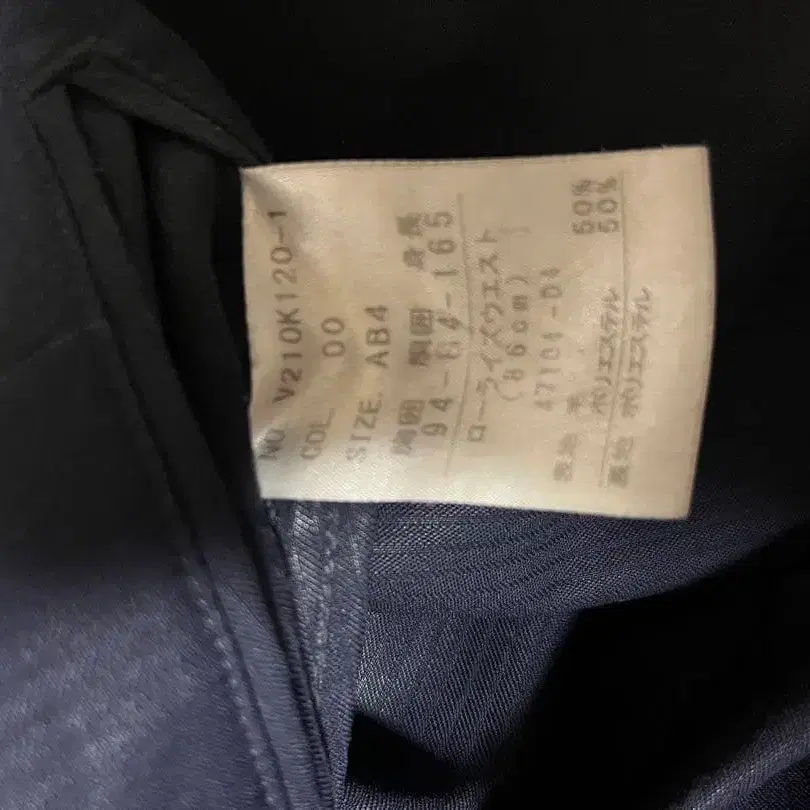 NO. V210K120-1
COL. 00
SIZE. AB4
胸囲 胴囲 身長
94-84-165
ローライズウエスト
(86cm)
47101-04
表地 毛 50%
ポリエステル 50%
裏地 ポリエステル